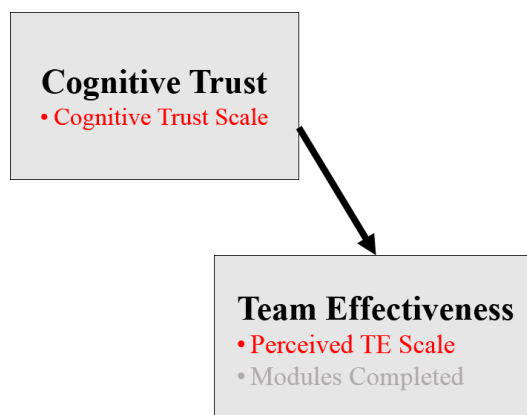 Cognitive Trust
• Cognitive Trust Scale
Team Effectiveness
• Perceived TE Scale
• Modules Completed